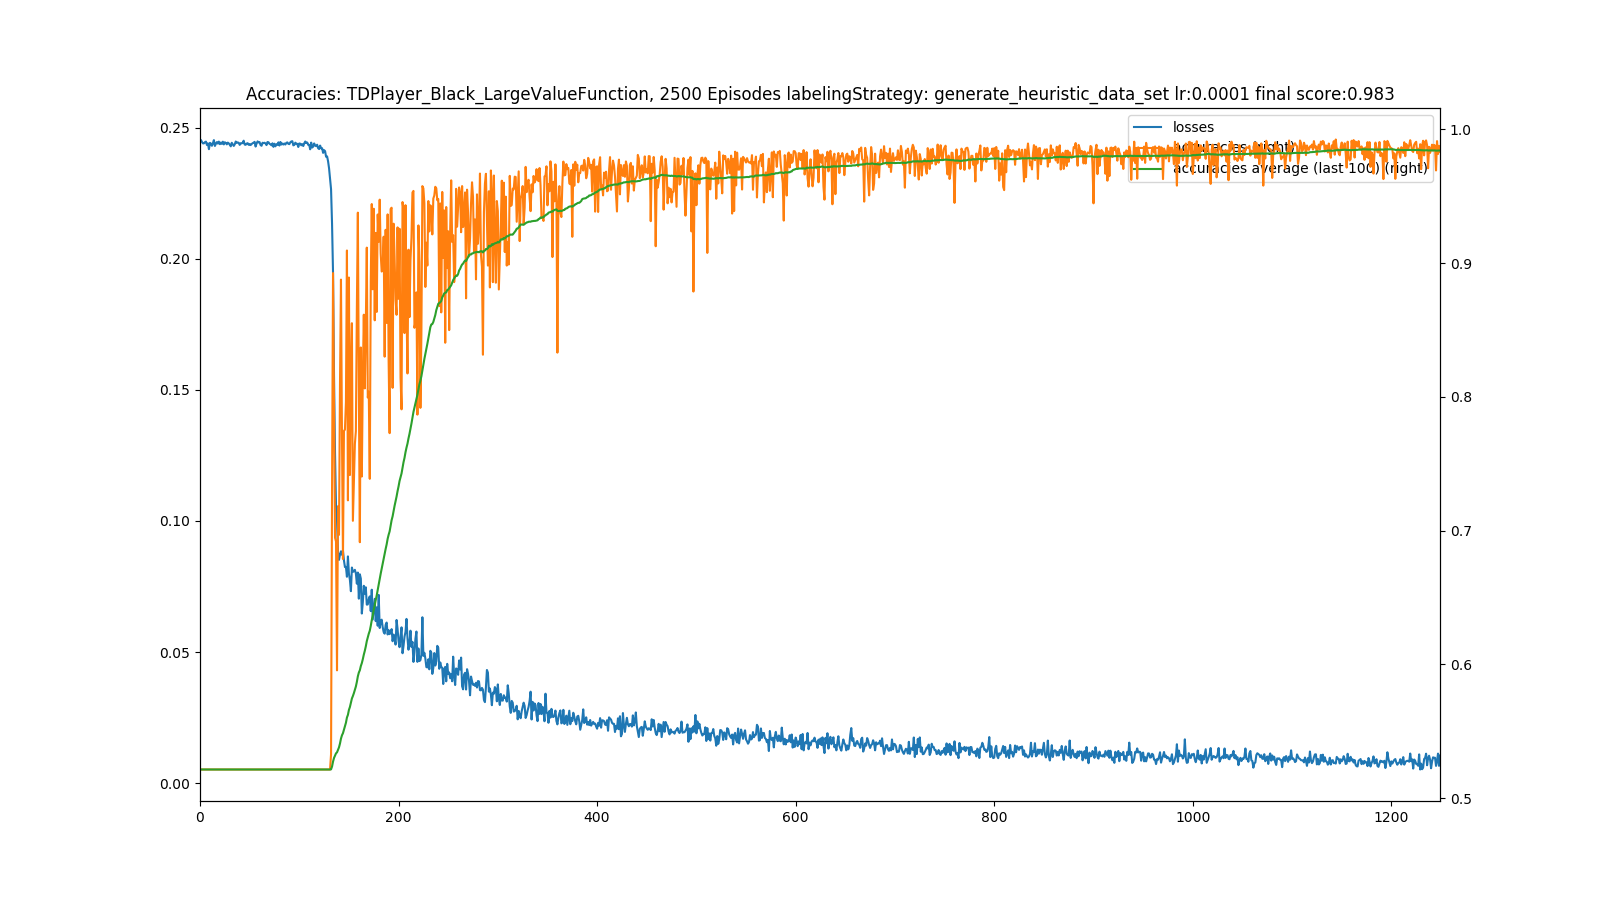 Accuracies: TDPlayer_Black_LargeValueFunction, 2500 Episodes labelingStrategy: generate_heuristic_data_set lr:0.0001 final score:0.983
losses
accuracies (right)
accuracies average (last 100) (right)
0.25
0.20
0.15
0.10
0.05
0.00
1.0
0.9
0.8
0.7
0.6
0.5
0 200 400 600 800 1000 1200